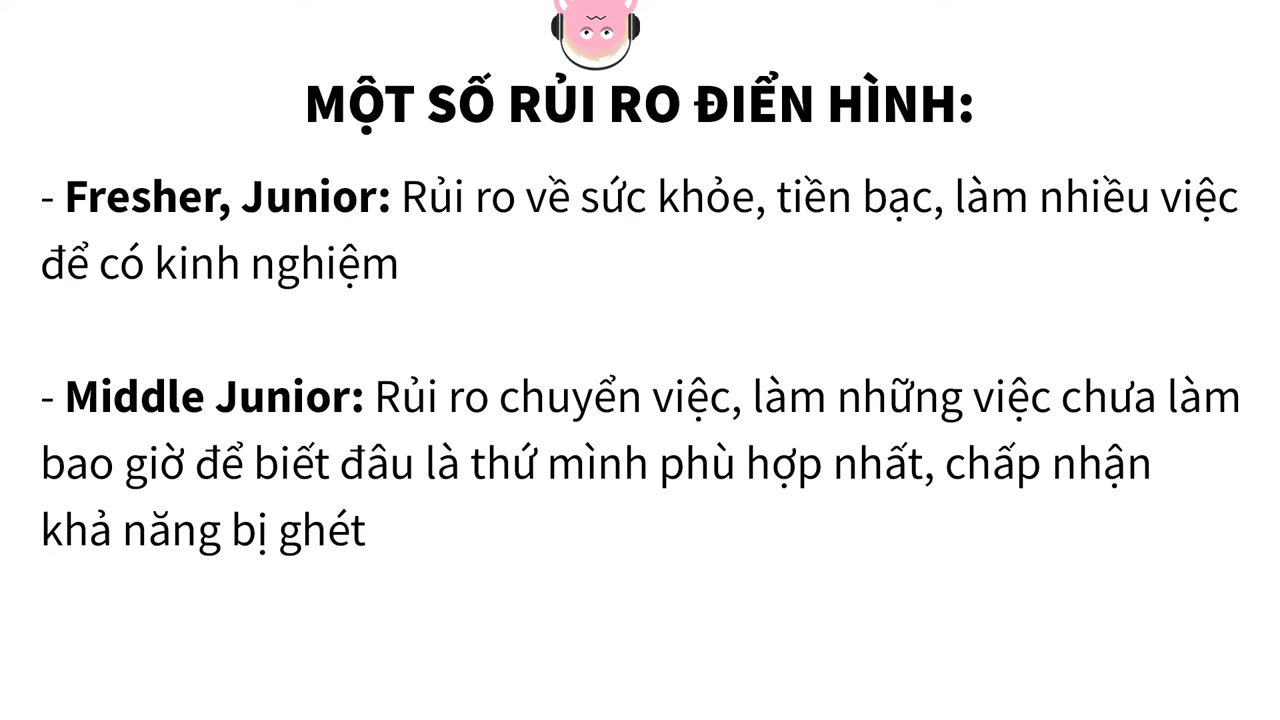 MỘT SỐ RỦI RO ĐIỂN HÌNH:
- Fresher, Junior: Rủi ro về sức khỏe, tiền bạc, làm nhiều việc
để có kinh nghiệm
- Middle Junior: Rủi ro chuyển việc, làm những việc chưa làm
bao giờ để biết đâu là thứ mình phù hợp nhất, chấp nhận
khả năng bị ghét